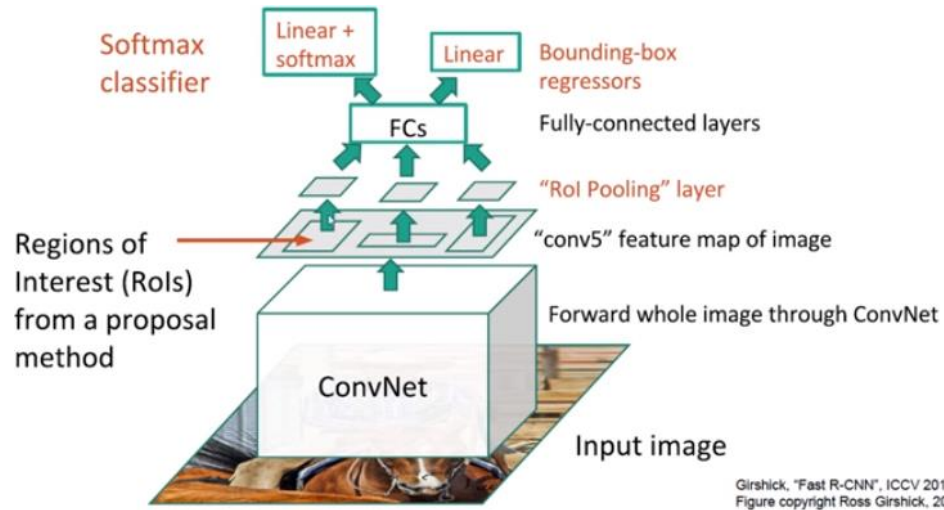 Softmax
classifier
Linear +
softmax
Linear
Bounding-box
regressors
FCs
Fully-connected layers
"RoI Pooling" layer
Regions of
Interest (RoIs)
from a proposal
method
"conv5" feature map of image
Forward whole image through ConvNet
ConvNet
Input image
Girshick, "Fast R-CNN", ICCV 201
Figure copyright Ross Girshick, 20